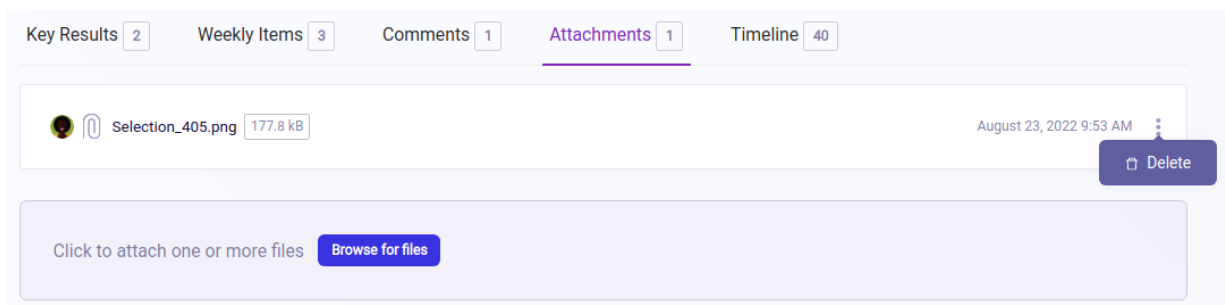 Key Results 2 Weekly Items 3 Comments 1 Attachments 1 Timeline 40
Selection_405.png 177.8 kB August 23, 2022 9:53 AM
Delete
Click to attach one or more files Browse for files